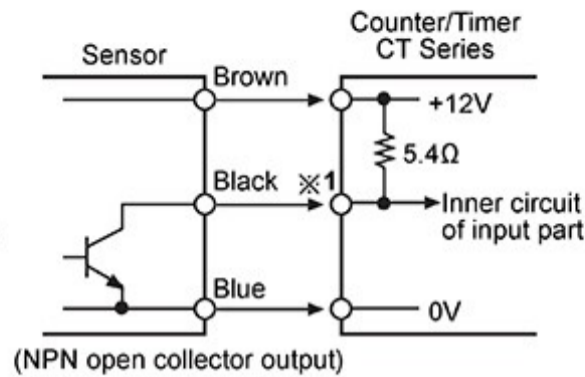 Counter/Timer
CT Series
Sensor
Brown
+12V
5.4Ω
Black ※1
Inner circuit
of input part
Blue
0V
(NPN open collector output)